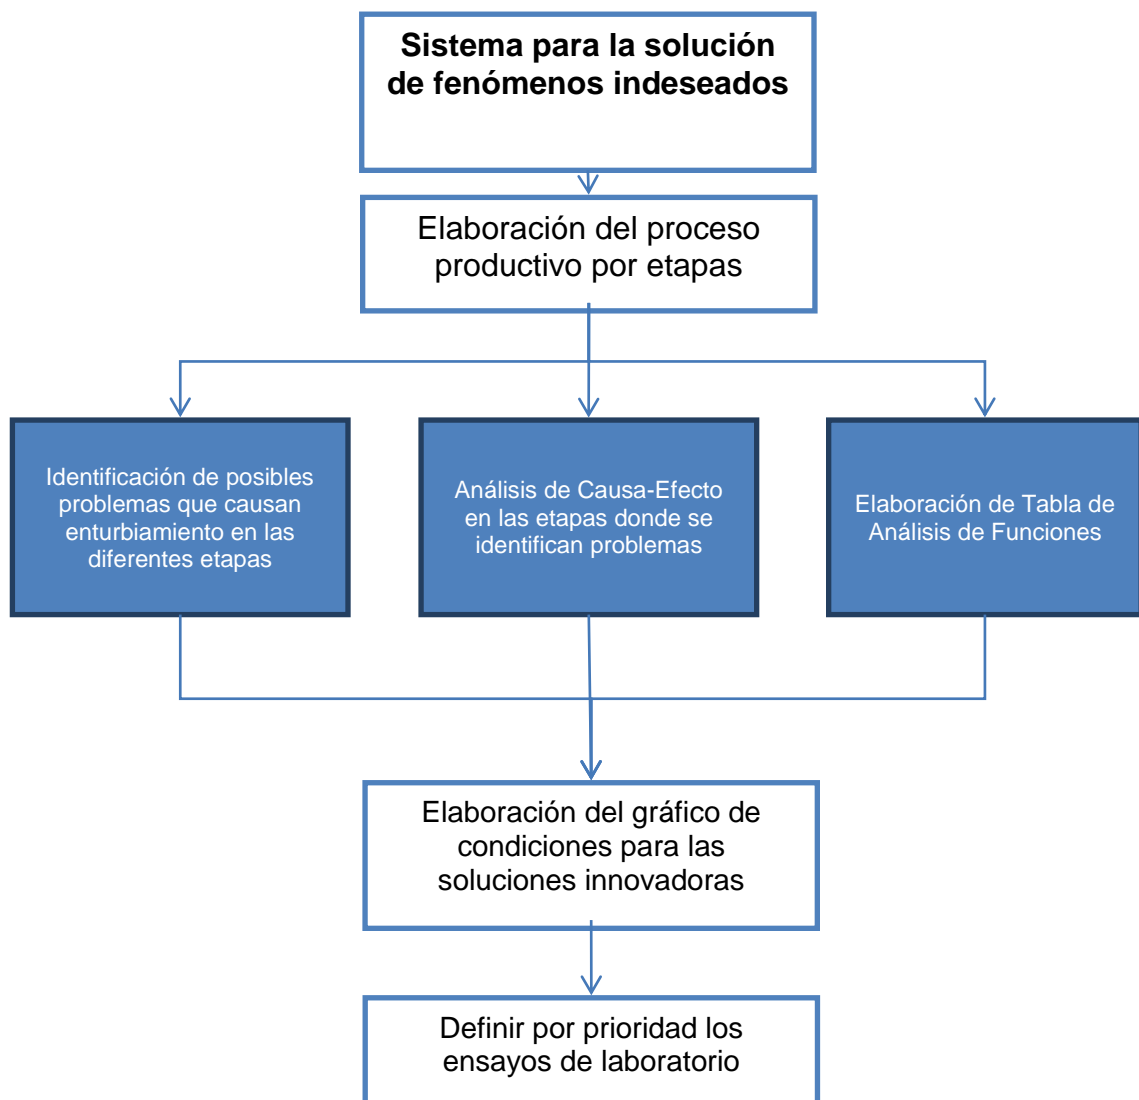 Sistema para la solución
de fenómenos indeseados
Elaboración del proceso
productivo por etapas
Identificación de posibles
problemas que causan
enturbiamiento en las
diferentes etapas
Análisis de Causa-Efecto
en las etapas donde se
identifican problemas
Elaboración de Tabla de
Análisis de Funciones
Elaboración del gráfico de
condiciones para las
soluciones innovadoras
Definir por prioridad los
ensayos de laboratorio